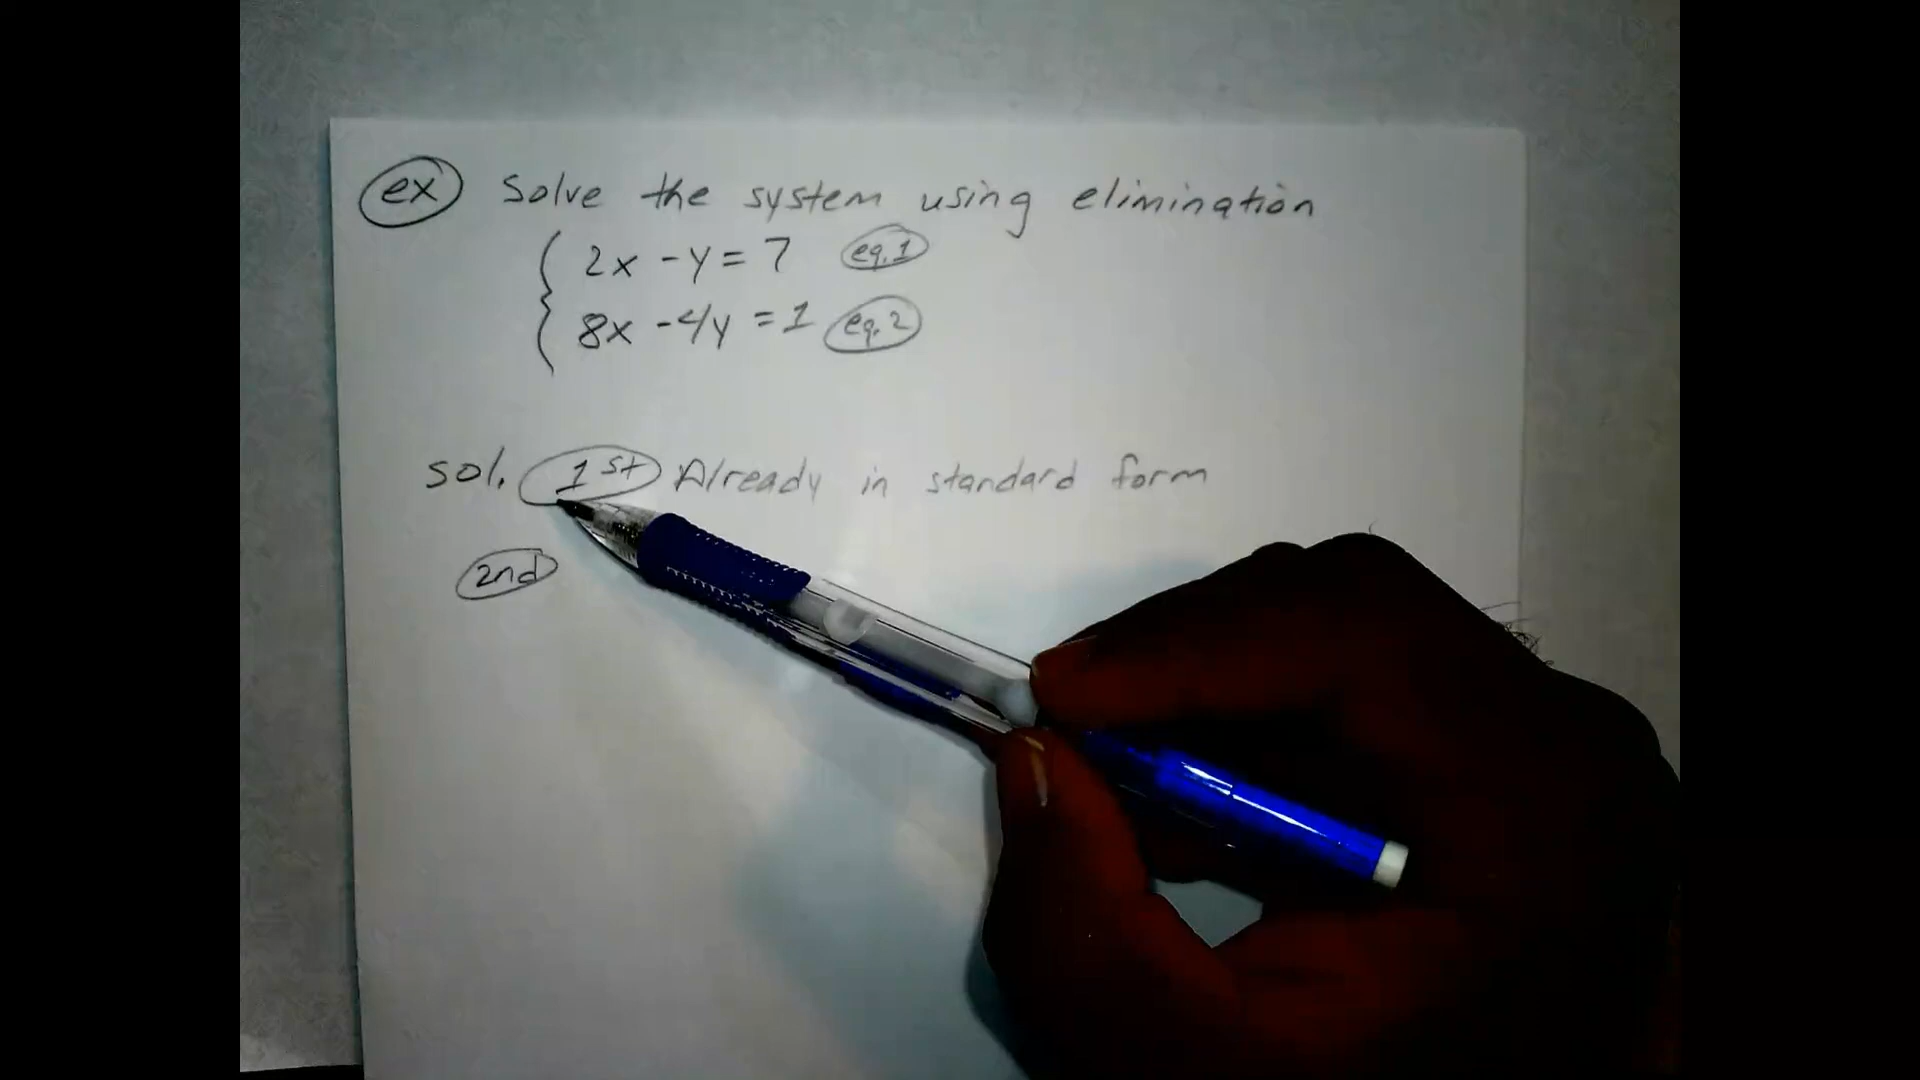 ex Solve the system using elimination
2x - y = 7 eq.1
8x - 4y = 1 eq.2
sol. 1st Already in standard form
2nd